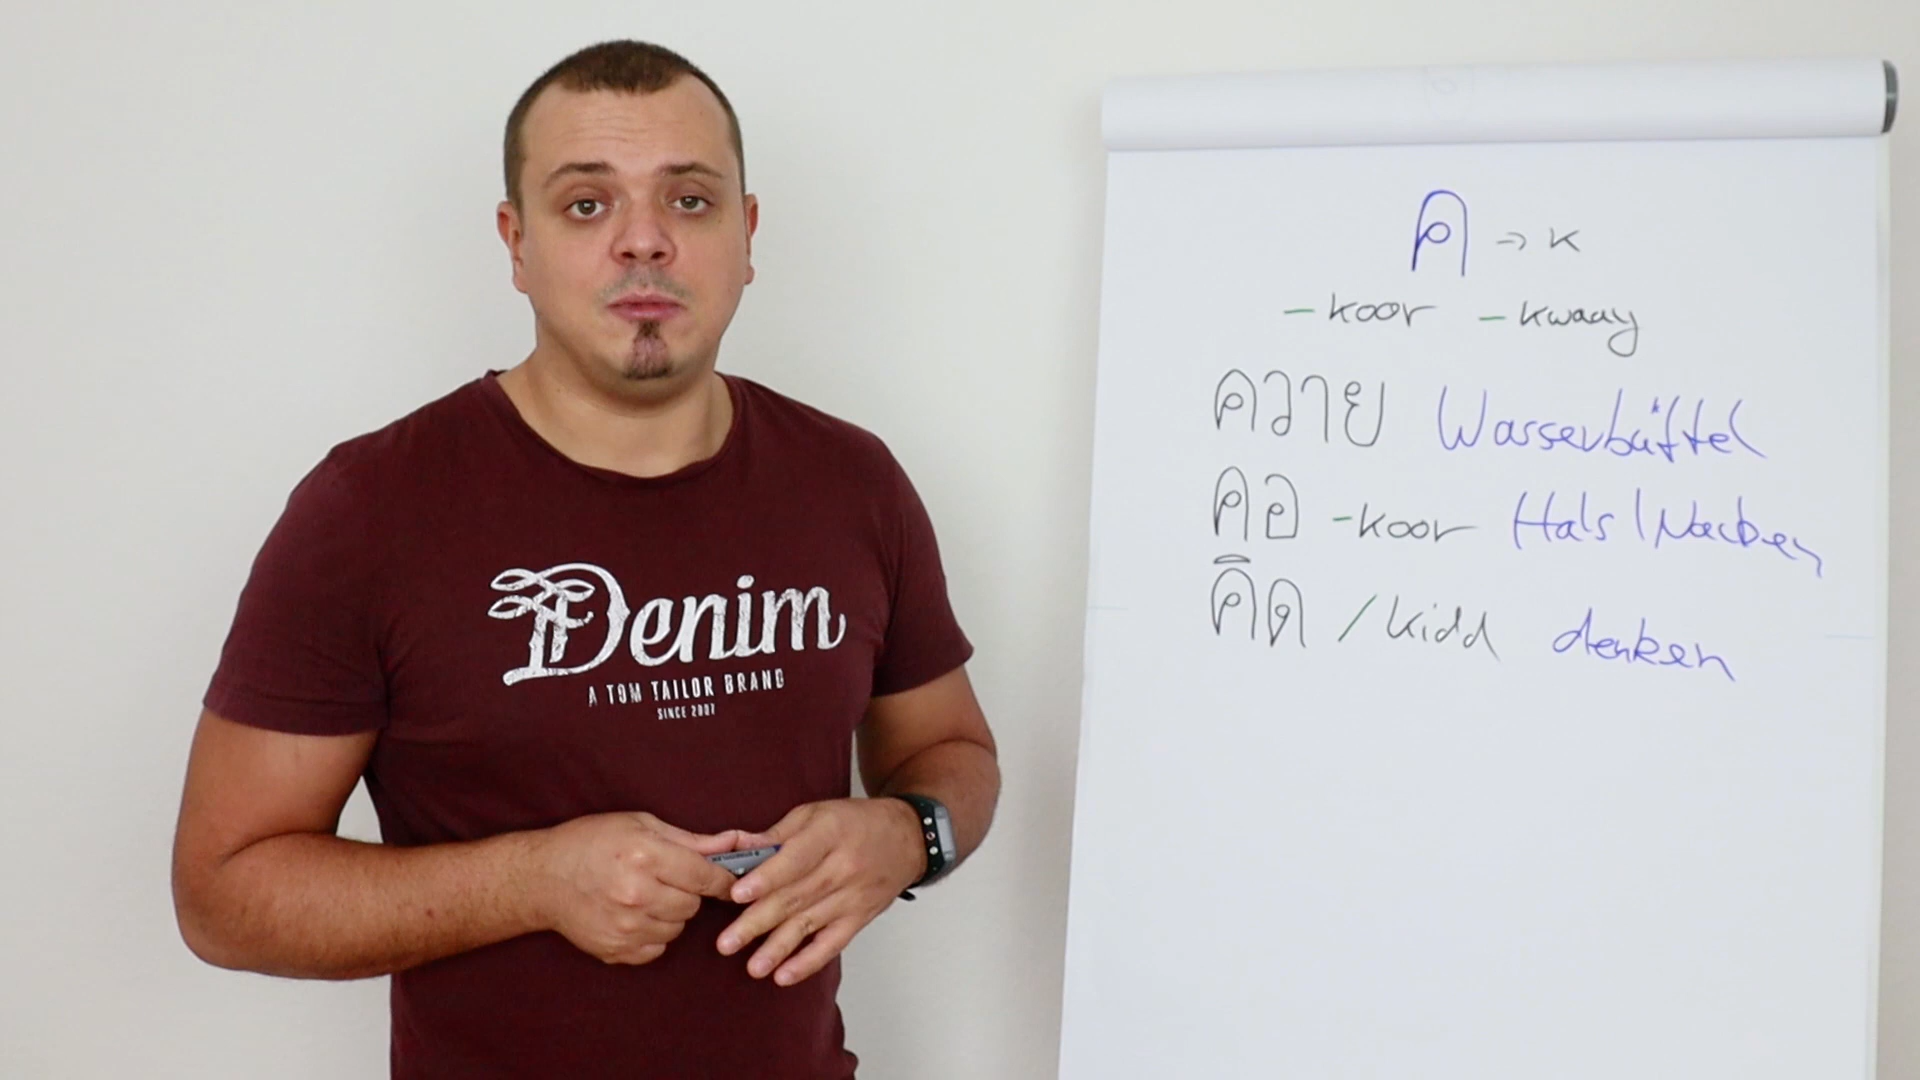 Denim
A TOM TAILOR BRAND
SINCE 2007
ค → K
- koor - kwaay
ควาย Wasserbüffel
คอ - koor Hals / Nacken
คิด / kidd denken